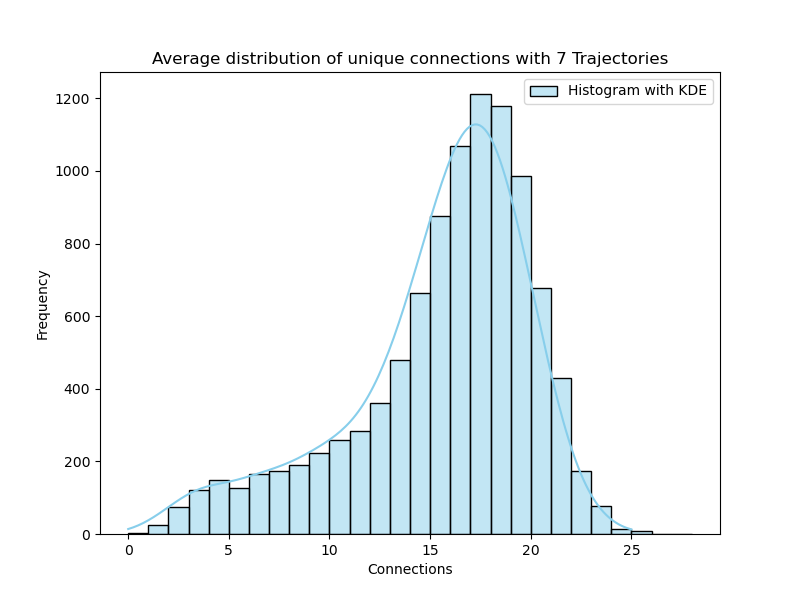 Average distribution of unique connections with 7 Trajectories
Histogram with KDE
1200
1000
800
600
400
200
0
Frequency
0 5 10 15 20 25
Connections